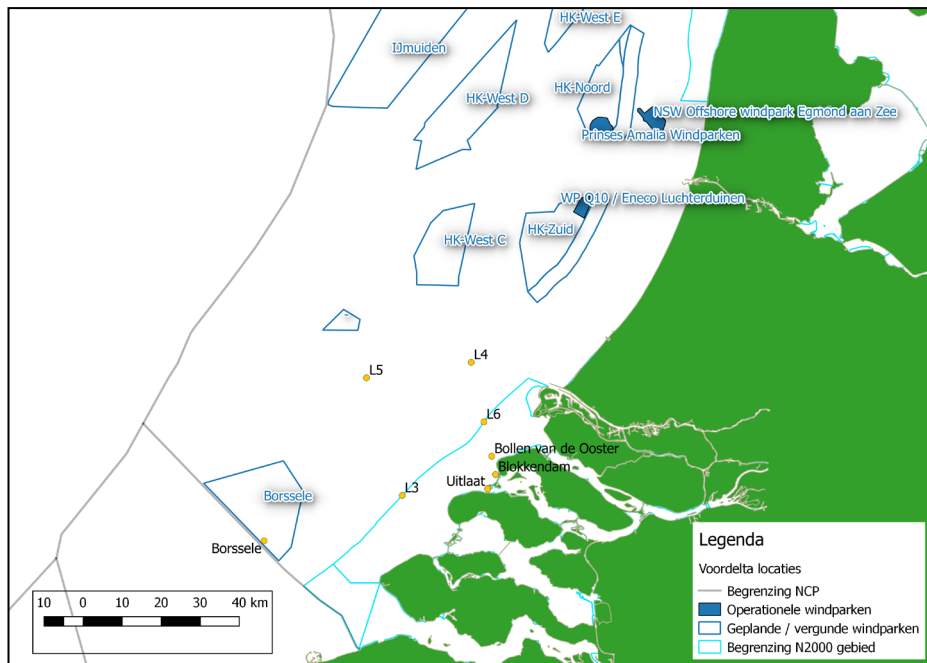 HK-West E
IJmuiden
HK-West D
HK-Noord
NSW Offshore windpark Egmond aan Zee
Prinses Amalia Windparken
WP Q10 / Eneco Luchterduinen
HK-Zuid
HK-West C
L4
L5
L6
Bollen van de Ooster
Blokkendam
Uitlaat
L3
Borssele
Borssele
Legenda
Voordelta locaties
Begrenzing NCP
Operationele windparken
Geplande / vergunde windparken
Begrenzing N2000 gebied
10 0 10 20 30 40 km